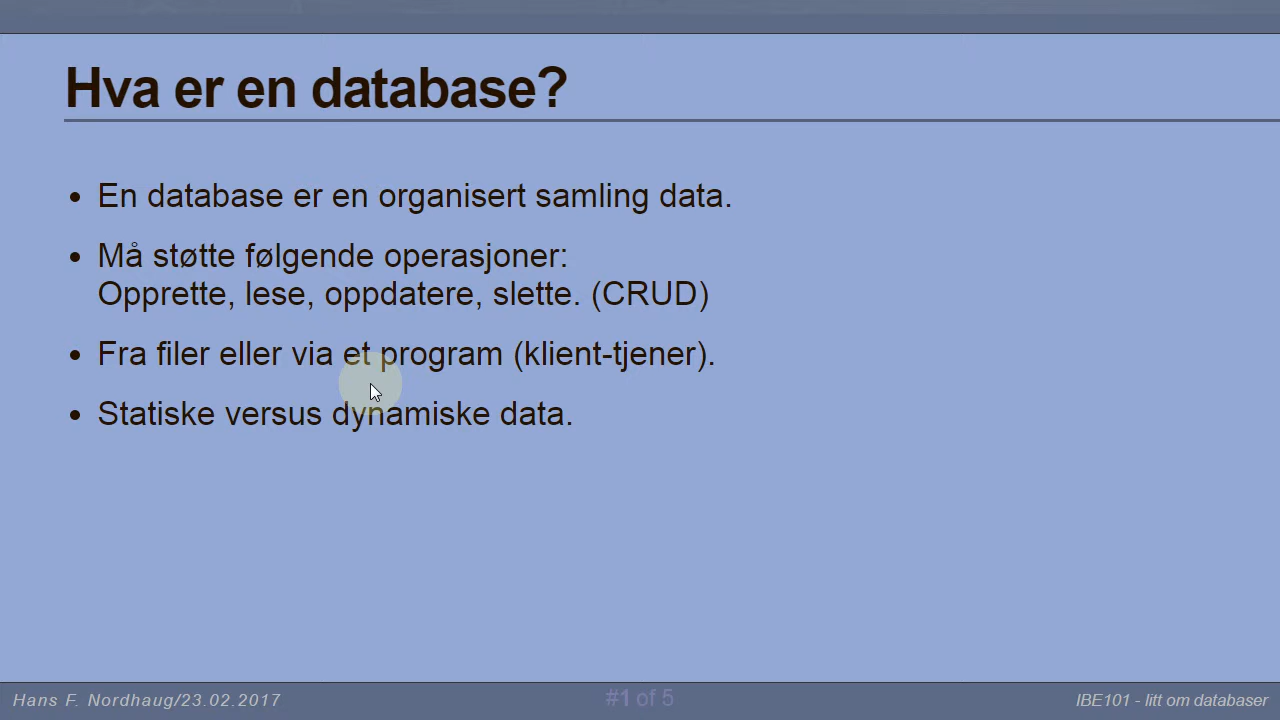 Hva er en database?
• En database er en organisert samling data.
• Må støtte følgende operasjoner:
Opprette, lese, oppdatere, slette. (CRUD)
• Fra filer eller via et program (klient-tjener).
• Statiske versus dynamiske data.
Hans F. Nordhaug/23.02.2017
#1 of 5
IBE101 - litt om databaser